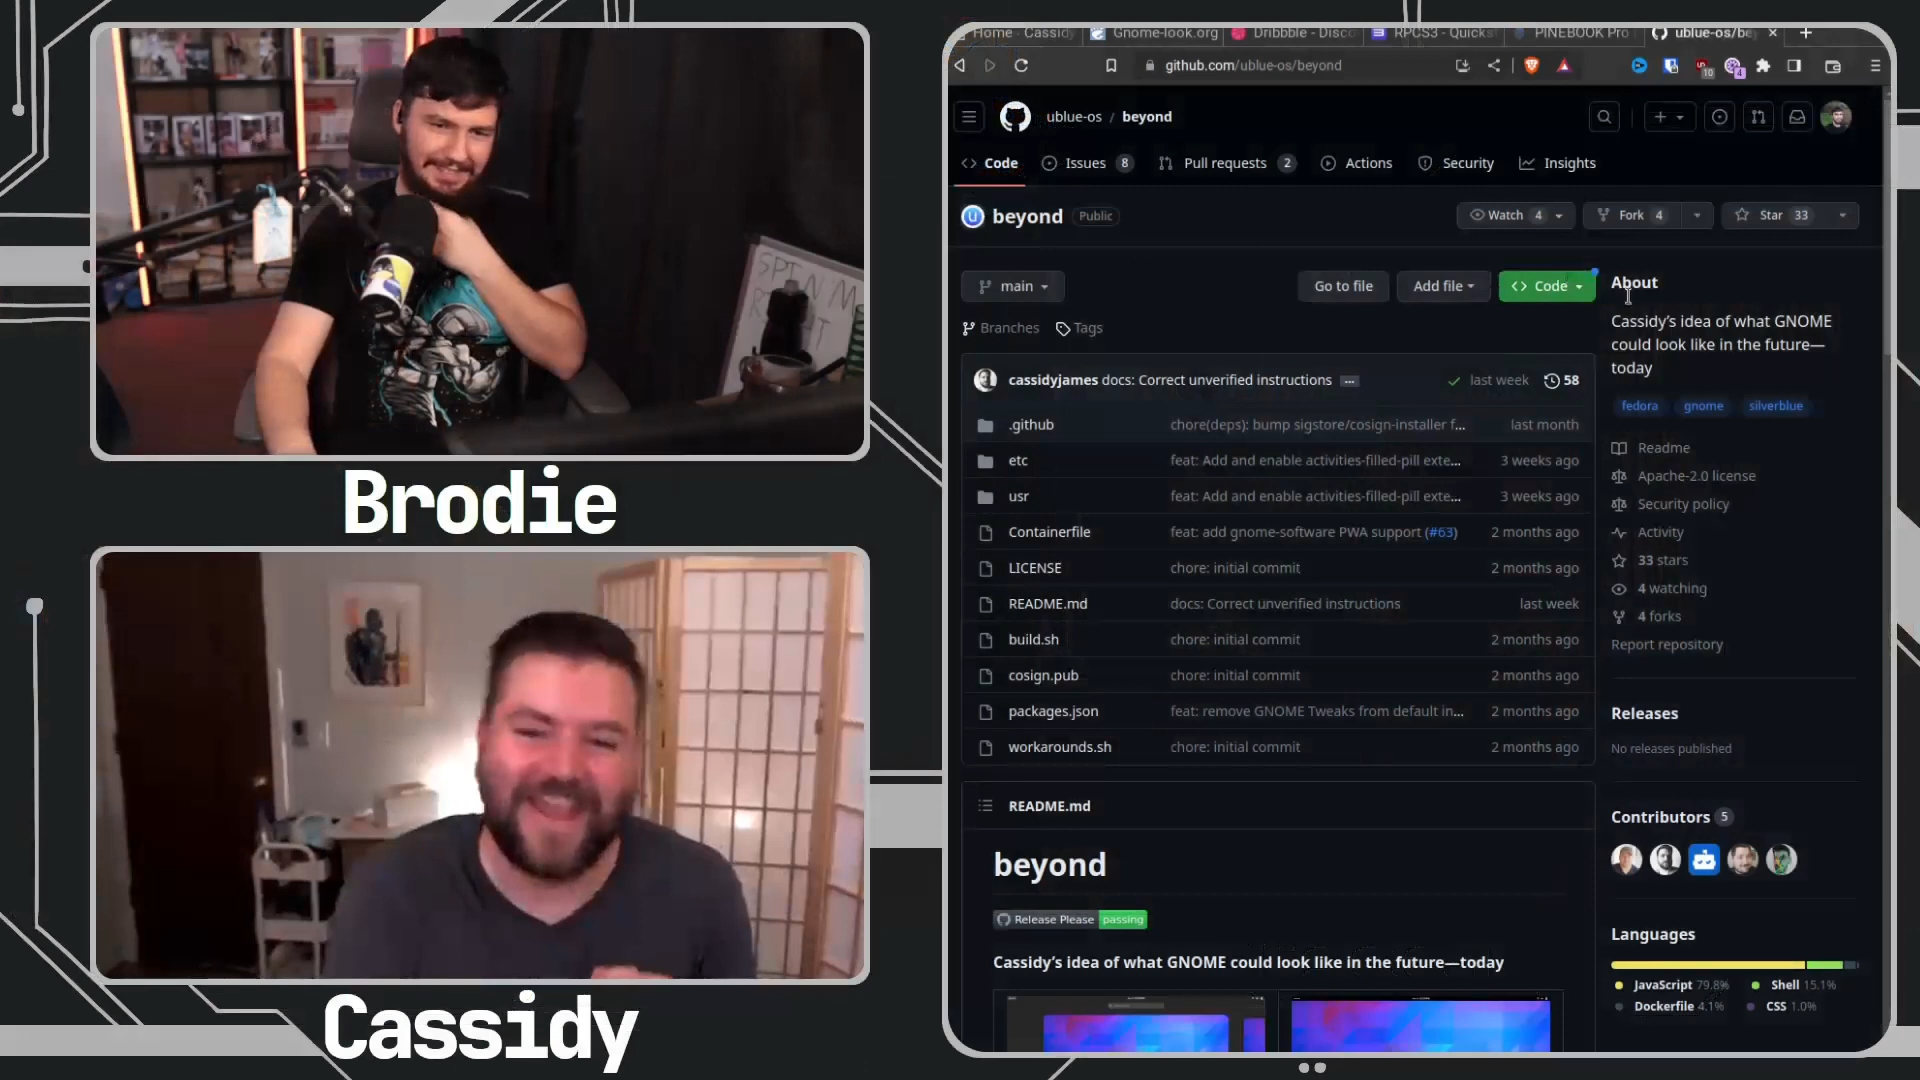 SPIN M
RIGHT
Brodie
Cassidy
Home - Cassidy
Gnome-look.org
Dribbble - Disco
RPCS3 - Quickst
PINEBOOK Pro
ublue-os/be
github.com/ublue-os/beyond
10
4
ublue-os / beyond
Code
Issues 8
Pull requests 2
Actions
Security
Insights
beyond Public
Watch 4
Fork 4
Star 33
main
Go to file
Add file
Code
Branches Tags
cassidyjames docs: Correct unverified instructions ... last week 58
.github chore(deps): bump sigstore/cosign-installer f... last month
etc feat: Add and enable activities-filled-pill exte... 3 weeks ago
usr feat: Add and enable activities-filled-pill exte... 3 weeks ago
Containerfile feat: add gnome-software PWA support (#63) 2 months ago
LICENSE chore: initial commit 2 months ago
README.md docs: Correct unverified instructions last week
build.sh chore: initial commit 2 months ago
cosign.pub chore: initial commit 2 months ago
packages.json feat: remove GNOME Tweaks from default in... 2 months ago
workarounds.sh chore: initial commit 2 months ago
README.md
beyond
Release Please passing
Cassidy’s idea of what GNOME could look like in the future—today
About
Cassidy’s idea of what GNOME
could look like in the future—
today
fedora gnome silverblue
Readme
Apache-2.0 license
Security policy
Activity
33 stars
4 watching
4 forks
Report repository
Releases
No releases published
Contributors 5
Languages
JavaScript 79.8% Shell 15.1%
Dockerfile 4.1% CSS 1.0%